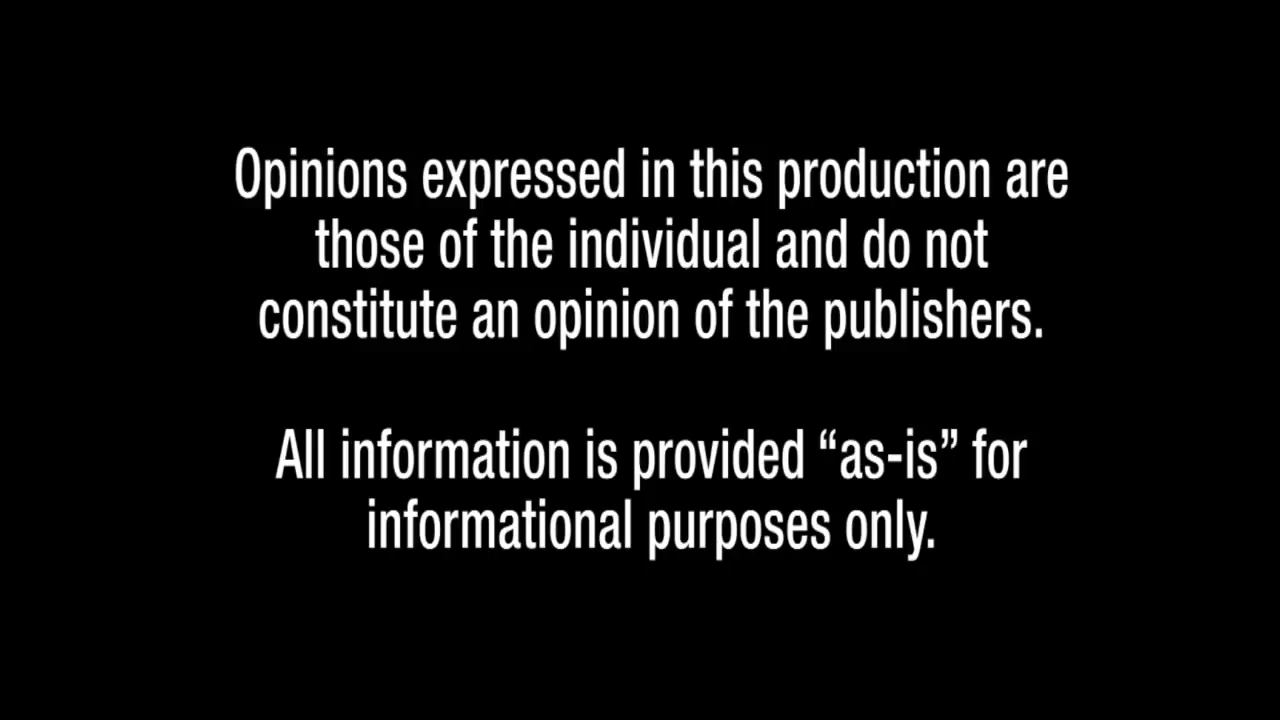 Opinions expressed in this production are
those of the individual and do not
constitute an opinion of the publishers.
All information is provided “as-is” for
informational purposes only.